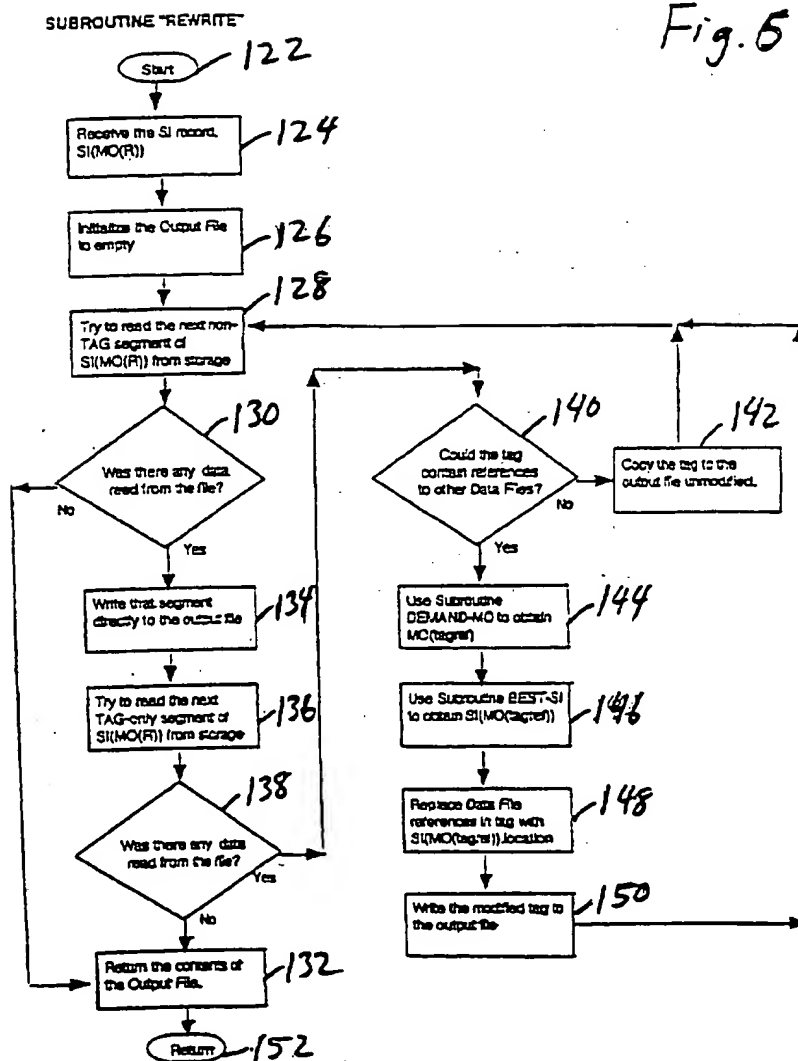 SUBROUTINE "REWRITE"
Fig. 5
Start
122
Receive the SI record,
SI(MO(R))
124
Initialize the Output File
to empty
126
128
Try to read the next non-
TAG segment of
SI(MO(R)) from storage
130
Was there any data
read from the file?
No
Yes
Write that segment
directly to the output file
134
Try to read the next
TAG-only segment of
SI(MO(R)) from storage
136
138
Was there any data
read from the file?
Yes
No
Return the contents of
the Output File.
132
Return
152
140
Could the tag
contain references
to other Data Files?
No
Yes
142
Copy the tag to the
output file unmodified.
Use Subroutine
DEMAND-MO to obtain
MO(tagref)
144
Use Subroutine BEST-SI
to obtain SI(MO(tagref))
146
Replace Data File
references in tag with
SI(MO(tagref)).location
148
Write the modified tag to
the output file
150